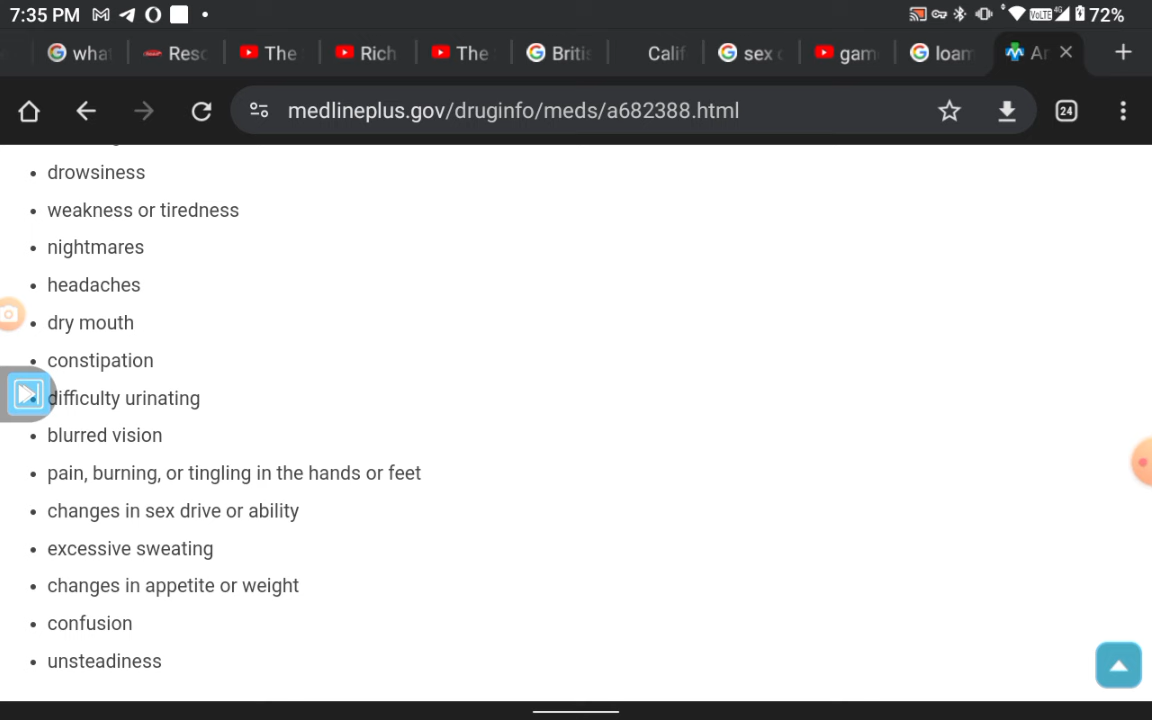 7:35 PM
VoLTE 4G 72%
what
Reso
The
Rich
The
Britis
Calif
sex
gam
loam
Ar
medlineplus.gov/druginfo/meds/a682388.html
24
drowsiness
weakness or tiredness
nightmares
headaches
dry mouth
constipation
difficulty urinating
blurred vision
pain, burning, or tingling in the hands or feet
changes in sex drive or ability
excessive sweating
changes in appetite or weight
confusion
unsteadiness